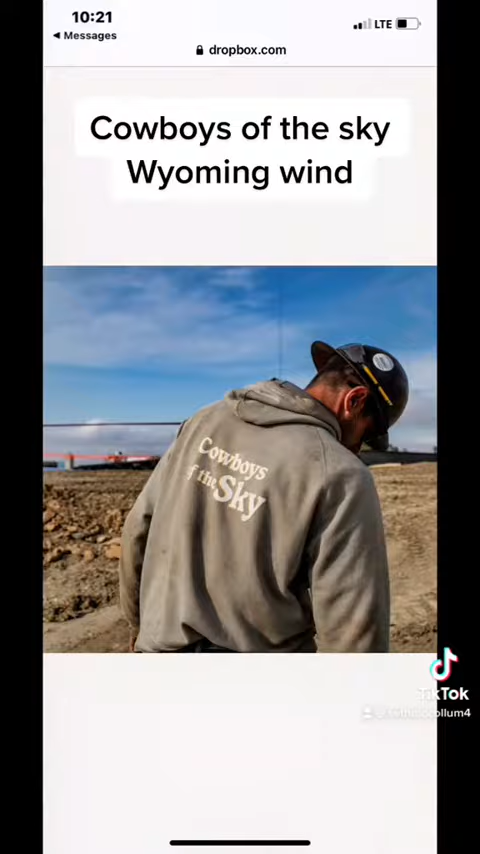 10:21
LTE
Messages
dropbox.com
Cowboys of the sky
Wyoming wind
Cowboys
of the Sky
TikTok